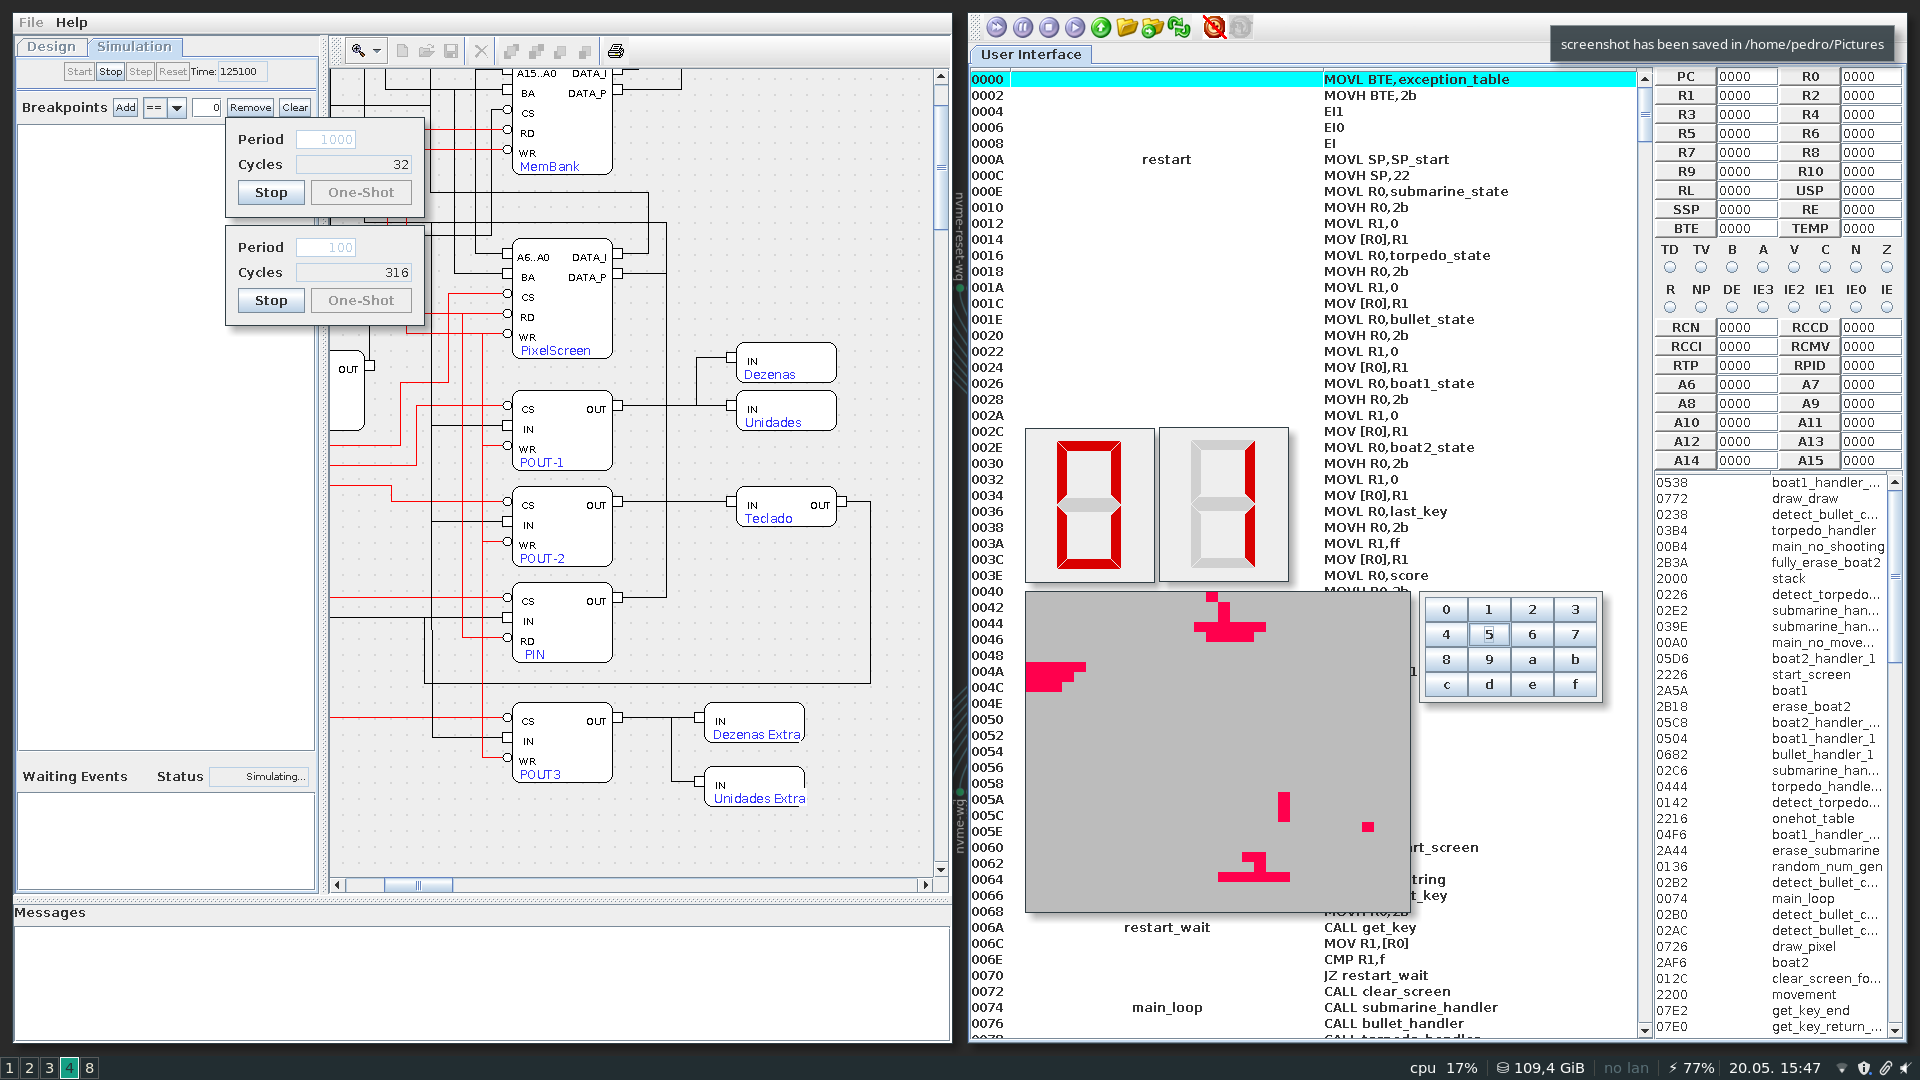 File Help
Design Simulation
Start Stop Step Reset Time: 125100
Breakpoints Add == 0 Remove Clear
Period 1000
Cycles 32
Stop One-Shot
Period 100
Cycles 316
Stop One-Shot
Waiting Events Status Simulating...
Messages
A15..A0 DATA_I
BA DATA_P
CS
RD
WR
MemBank
A6..A0 DATA_I
BA DATA_P
CS
RD
WR
PixelScreen
OUT
IN
Dezenas
CS OUT
IN
WR
POUT-1
IN
Unidades
CS OUT
IN
WR
POUT-2
IN OUT
Teclado
CS OUT
IN
RD
PIN
CS OUT
IN
WR
POUT3
IN
Dezenas Extra
IN
Unidades Extra
nvme-reset-wq
nvme-wq
User Interface
screenshot has been saved in /home/pedro/Pictures
0000 MOVL BTE,exception_table
0002 MOVH BTE,2b
0004 EI1
0006 EI0
0008 EI
000A restart MOVL SP,SP_start
000C MOVH SP,22
000E MOVL R0,submarine_state
0010 MOVH R0,2b
0012 MOVL R1,0
0014 MOV [R0],R1
0016 MOVL R0,torpedo_state
0018 MOVH R0,2b
001A MOVL R1,0
001C MOV [R0],R1
001E MOVL R0,bullet_state
0020 MOVH R0,2b
0022 MOVL R1,0
0024 MOV [R0],R1
0026 MOVL R0,boat1_state
0028 MOVH R0,2b
002A MOVL R1,0
002C MOV [R0],R1
002E MOVL R0,boat2_state
0030 MOVH R0,2b
0032 MOVL R1,0
0034 MOV [R0],R1
0036 MOVL R0,last_key
0038 MOVH R0,2b
003A MOVL R1,ff
003C MOV [R0],R1
003E MOVL R0,score
0040 MOVH R0,2b
0042
0044
0046
0048
004A 1
004C
004E
0050
0052
0054
0056
0058
005A
005C
005E
0060 rt_screen
0062
0064 tring
0066 t_key
0068 MOVH R0,2b
006A restart_wait CALL get_key
006C MOV R1,[R0]
006E CMP R1,f
0070 JZ restart_wait
0072 CALL clear_screen
0074 main_loop CALL submarine_handler
0076 CALL bullet_handler
0078 CALL torpedo_handler
01
0 1 2 3
4 5 6 7
8 9 a b
c d e f
PC 0000 R0 0000
R1 0000 R2 0000
R3 0000 R4 0000
R5 0000 R6 0000
R7 0000 R8 0000
R9 0000 R10 0000
RL 0000 USP 0000
SSP 0000 RE 0000
BTE 0000 TEMP 0000
TD TV B A V C N Z
R NP DE IE3 IE2 IE1 IE0 IE
RCN 0000 RCCD 0000
RCCI 0000 RCMV 0000
RTP 0000 RPID 0000
A6 0000 A7 0000
A8 0000 A9 0000
A10 0000 A11 0000
A12 0000 A13 0000
A14 0000 A15 0000
0538 boat1_handler_...
0772 draw_draw
0238 detect_bullet_c...
03B4 torpedo_handler
00B4 main_no_shooting
2B3A fully_erase_boat2
2000 stack
0226 detect_torpedo...
02E2 submarine_han...
039E submarine_han...
00A0 main_no_move...
05D6 boat2_handler_1
2226 start_screen
2A5A boat1
2B18 erase_boat2
05C8 boat2_handler_...
0504 boat1_handler_1
0682 bullet_handler_1
02C6 submarine_han...
0444 torpedo_handle...
0142 detect_torpedo...
2216 onehot_table
04F6 boat1_handler_...
2A44 erase_submarine
0136 random_num_gen
02B2 detect_bullet_c...
0074 main_loop
02B0 detect_bullet_c...
02AC detect_bullet_c...
0726 draw_pixel
2AF6 boat2
012C clear_screen_fo...
2200 movement
07E2 get_key_end
07E0 get_key_return_...
1 2 3 4 8
cpu 17% 109,4 GiB no lan 77% 20.05. 15:47